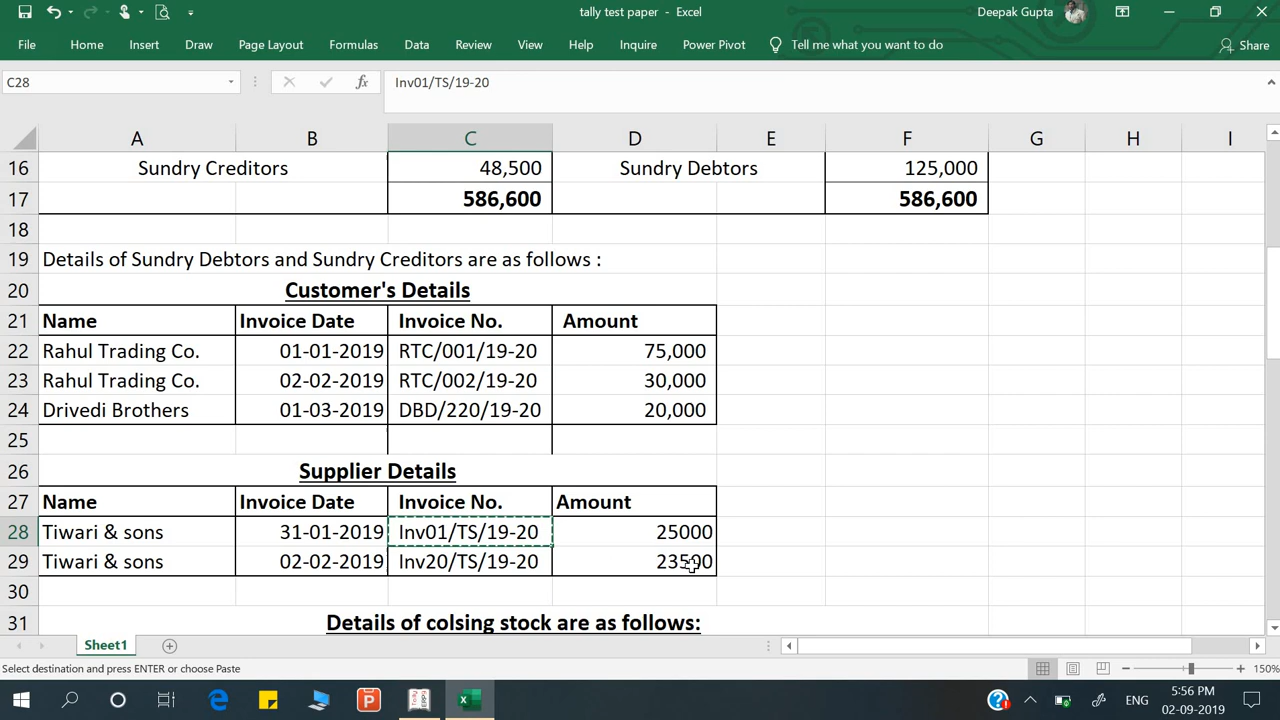 tally test paper - Excel
Deepak Gupta
File Home Insert Draw Page Layout Formulas Data Review View Help Inquire Power Pivot Tell me what you want to do Share
C28 fx Inv01/TS/19-20
A B C D E F G H I
16 Sundry Creditors 48,500 Sundry Debtors 125,000
17 586,600 586,600
18
19 Details of Sundry Debtors and Sundry Creditors are as follows :
20 Customer's Details
21 Name Invoice Date Invoice No. Amount
22 Rahul Trading Co. 01-01-2019 RTC/001/19-20 75,000
23 Rahul Trading Co. 02-02-2019 RTC/002/19-20 30,000
24 Drivedi Brothers 01-03-2019 DBD/220/19-20 20,000
25
26 Supplier Details
27 Name Invoice Date Invoice No. Amount
28 Tiwari & sons 31-01-2019 Inv01/TS/19-20 25000
29 Tiwari & sons 02-02-2019 Inv20/TS/19-20 23500
30
31 Details of colsing stock are as follows:
Sheet1
Select destination and press ENTER or choose Paste
150%
ENG
5:56 PM
02-09-2019